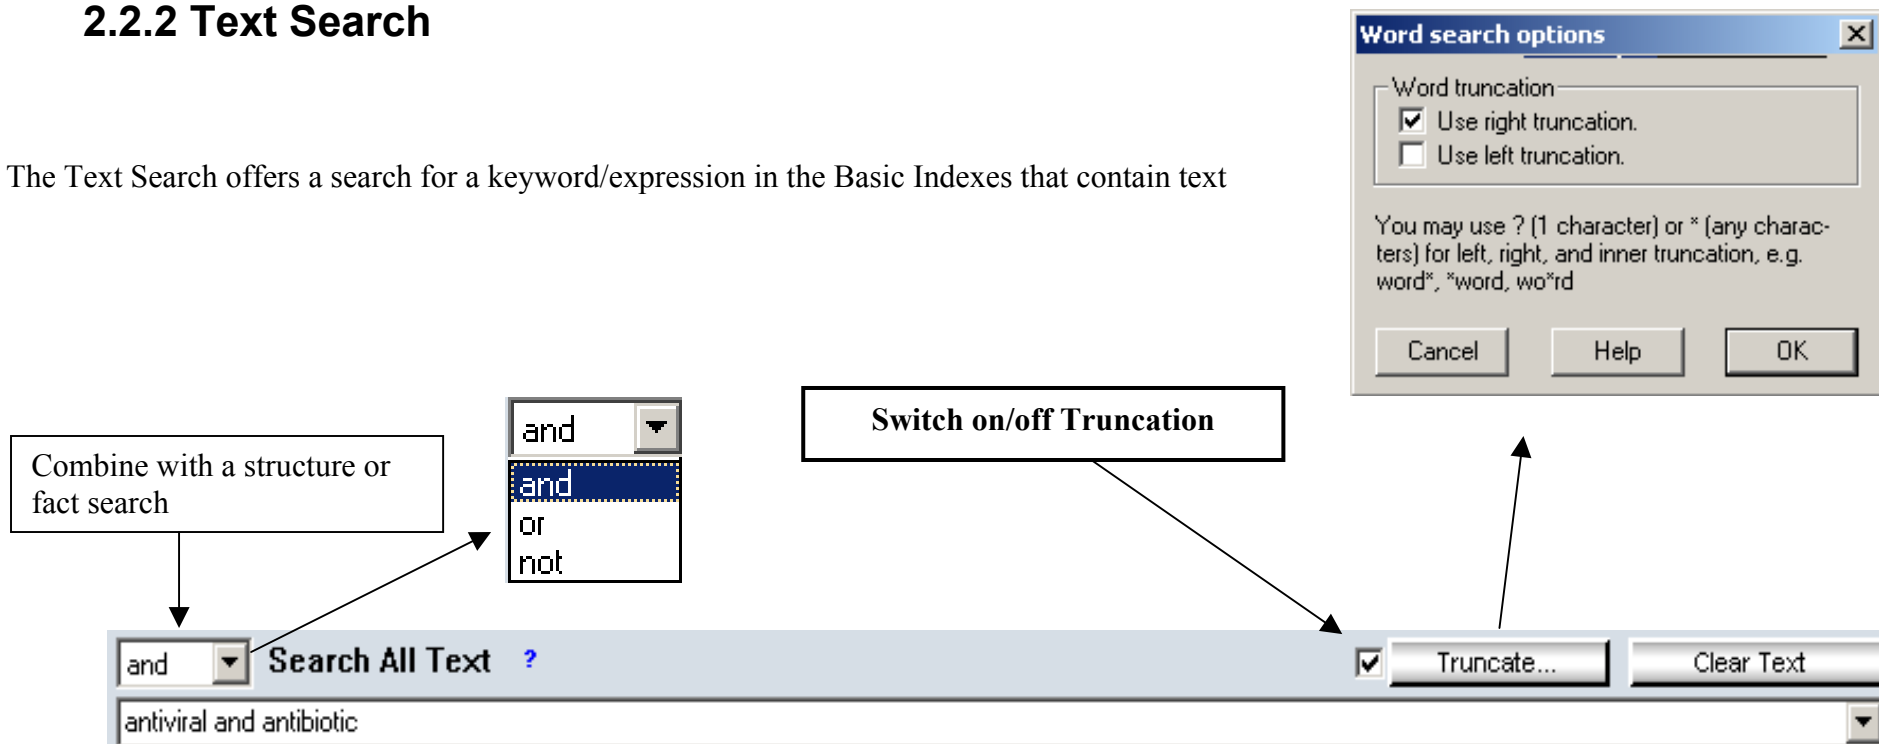 2.2.2 Text Search
Word search options
Word truncation
Use right truncation.
Use left truncation.
The Text Search offers a search for a keyword/expression in the Basic Indexes that contain text
You may use ? (1 character) or * (any charac-
ters) for left, right, and inner truncation, e.g.
word*, *word, wo*rd
Cancel Help OK
Switch on/off Truncation
and
and
or
not
Combine with a structure or
fact search
and Search All Text ? Truncate... Clear Text
antiviral and antibiotic